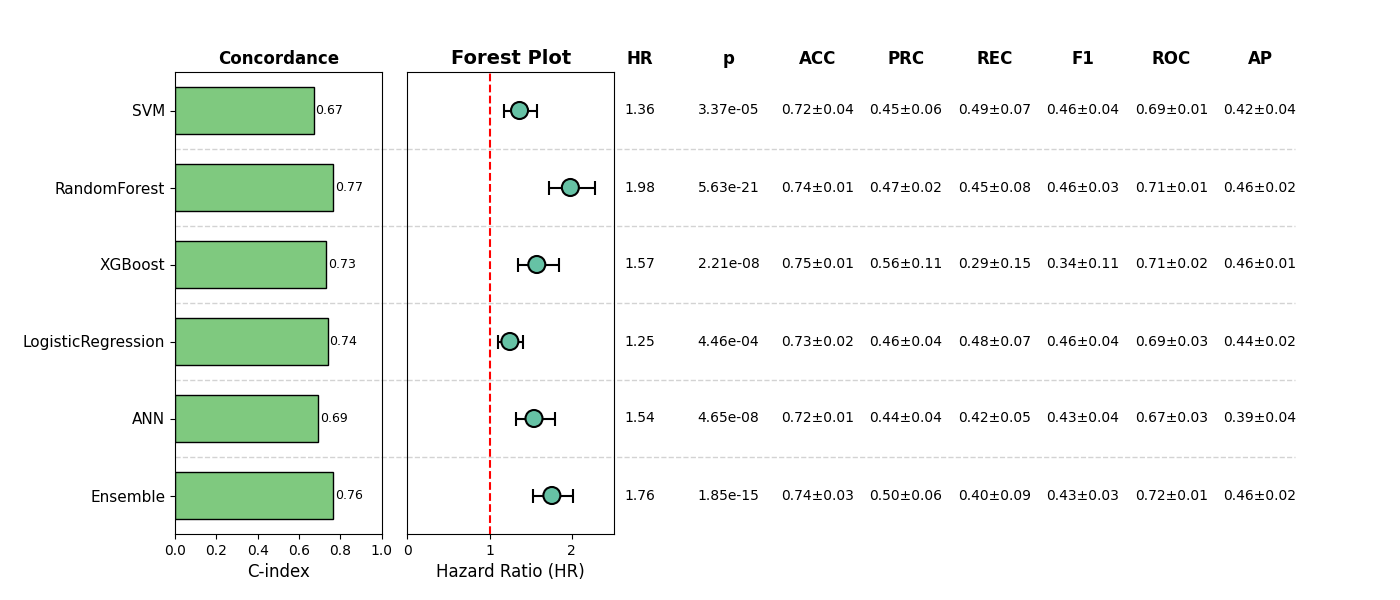 Concordance Forest Plot HR p ACC PRC REC F1 ROC AP
SVM 0.67 1.36 3.37e-05 0.72±0.04 0.45±0.06 0.49±0.07 0.46±0.04 0.69±0.01 0.42±0.04
RandomForest 0.77 1.98 5.63e-21 0.74±0.01 0.47±0.02 0.45±0.08 0.46±0.03 0.71±0.01 0.46±0.02
XGBoost 0.73 1.57 2.21e-08 0.75±0.01 0.56±0.11 0.29±0.15 0.34±0.11 0.71±0.02 0.46±0.01
LogisticRegression 0.74 1.25 4.46e-04 0.73±0.02 0.46±0.04 0.48±0.07 0.46±0.04 0.69±0.03 0.44±0.02
ANN 0.69 1.54 4.65e-08 0.72±0.01 0.44±0.04 0.42±0.05 0.43±0.04 0.67±0.03 0.39±0.04
Ensemble 0.76 1.76 1.85e-15 0.74±0.03 0.50±0.06 0.40±0.09 0.43±0.03 0.72±0.01 0.46±0.02
0.0 0.2 0.4 0.6 0.8 1.0 0 1 2
C-index Hazard Ratio (HR)